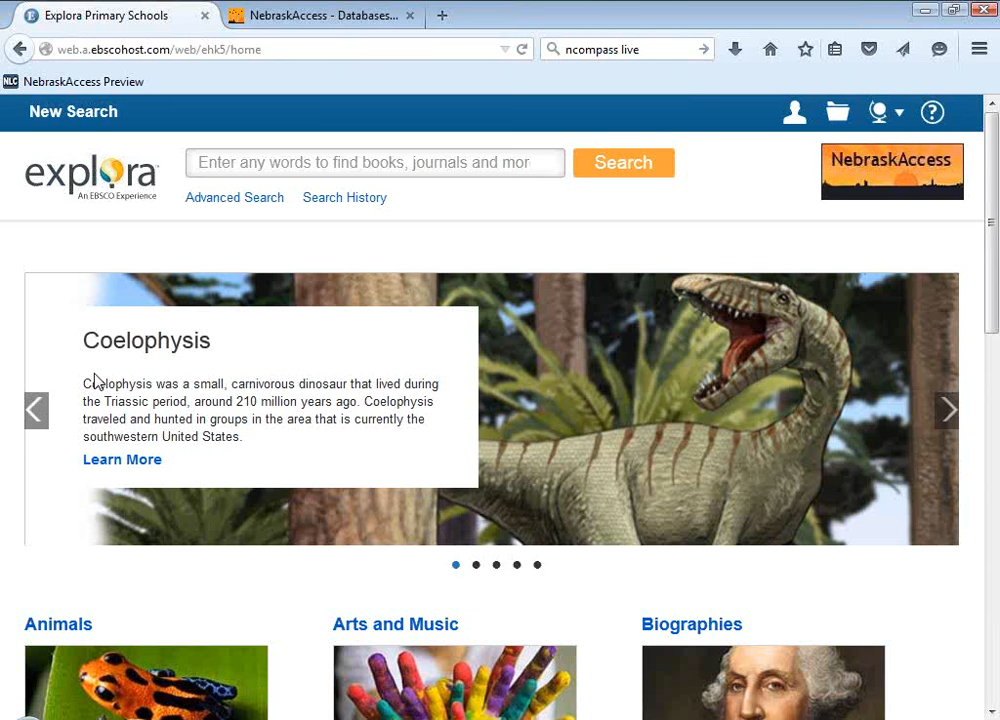 Explora Primary Schools
NebraskAccess - Databases...
web.a.ebscohost.com/web/ehk5/home
ncompass live
NLC NebraskAccess Preview
New Search
explora
An EBSCO Experience
Enter any words to find books, journals and mor
Search
NebraskAccess
Advanced Search
Search History
Coelophysis
Coelophysis was a small, carnivorous dinosaur that lived during
the Triassic period, around 210 million years ago. Coelophysis
traveled and hunted in groups in the area that is currently the
southwestern United States.
Learn More
Animals
Arts and Music
Biographies